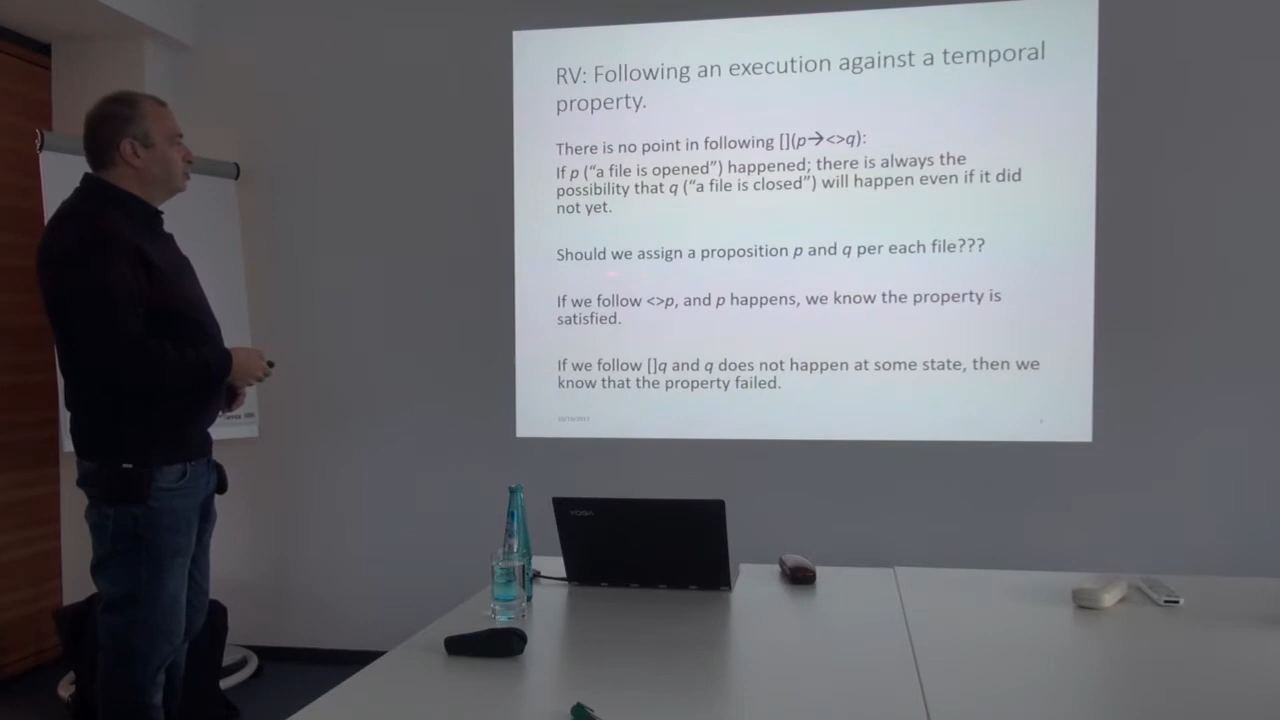 RV: Following an execution against a temporal
property.
There is no point in following [](p→<>q):
If p (“a file is opened”) happened; there is always the
possibility that q (“a file is closed”) will happen even if it did
not yet.
Should we assign a proposition p and q per each file???
If we follow <>p, and p happens, we know the property is
satisfied.
If we follow []q and q does not happen at some state, then we
know that the property failed.
YOGA